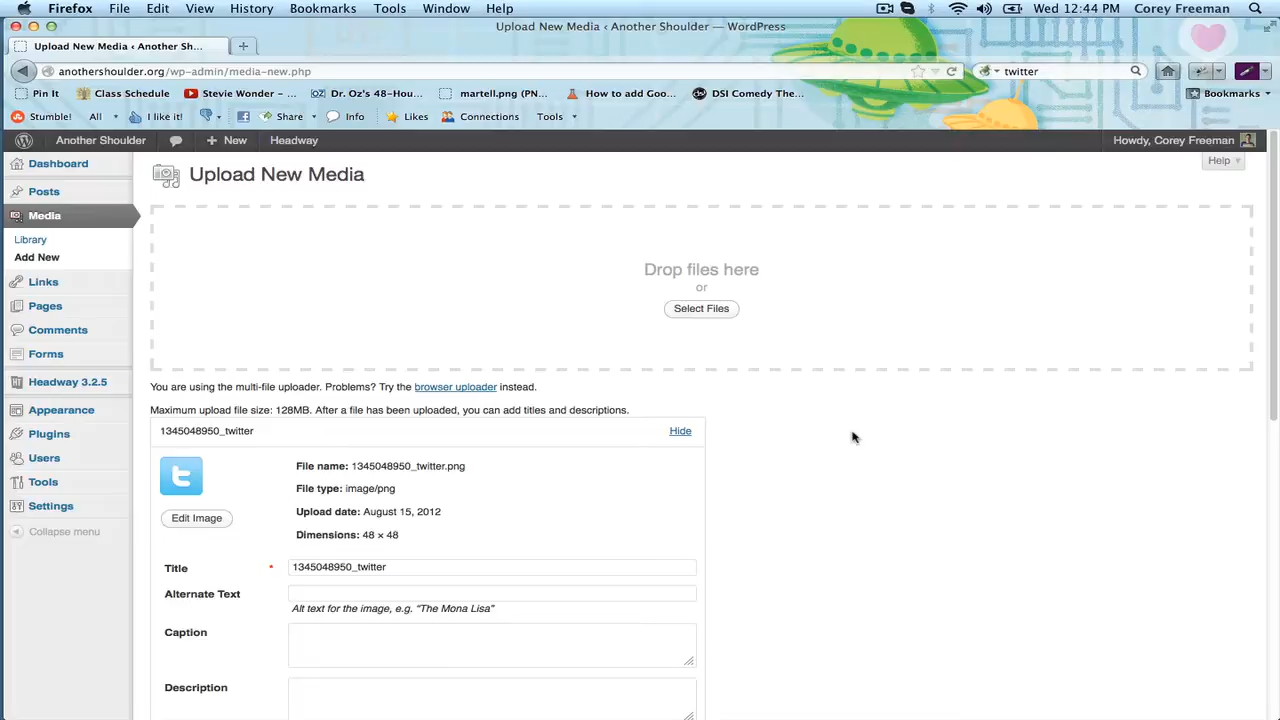 Firefox File Edit View History Bookmarks Tools Window Help Wed 12:44 PM Corey Freeman
Upload New Media ‹ Another Shoulder — WordPress
Upload New Media ‹ Another Sh...
anothershoulder.org/wp-admin/media-new.php twitter
Pin It Class Schedule Stevie Wonder – ... Dr. Oz's 48-Hou... martell.png (PN... How to add Goo... DSI Comedy The... Bookmarks
Stumble! All I like it! Share Info Likes Connections Tools
Another Shoulder New Headway Howdy, Corey Freeman
Help
Dashboard
Posts
Media
Library
Add New
Links
Pages
Comments
Forms
Headway 3.2.5
Appearance
Plugins
Users
Tools
Settings
Collapse menu
Upload New Media
Drop files here
or
Select Files
You are using the multi-file uploader. Problems? Try the browser uploader instead.
Maximum upload file size: 128MB. After a file has been uploaded, you can add titles and descriptions.
1345048950_twitter Hide
File name: 1345048950_twitter.png
File type: image/png
Upload date: August 15, 2012
Dimensions: 48 × 48
Edit Image
Title * 1345048950_twitter
Alternate Text
Alt text for the image, e.g. “The Mona Lisa”
Caption
Description